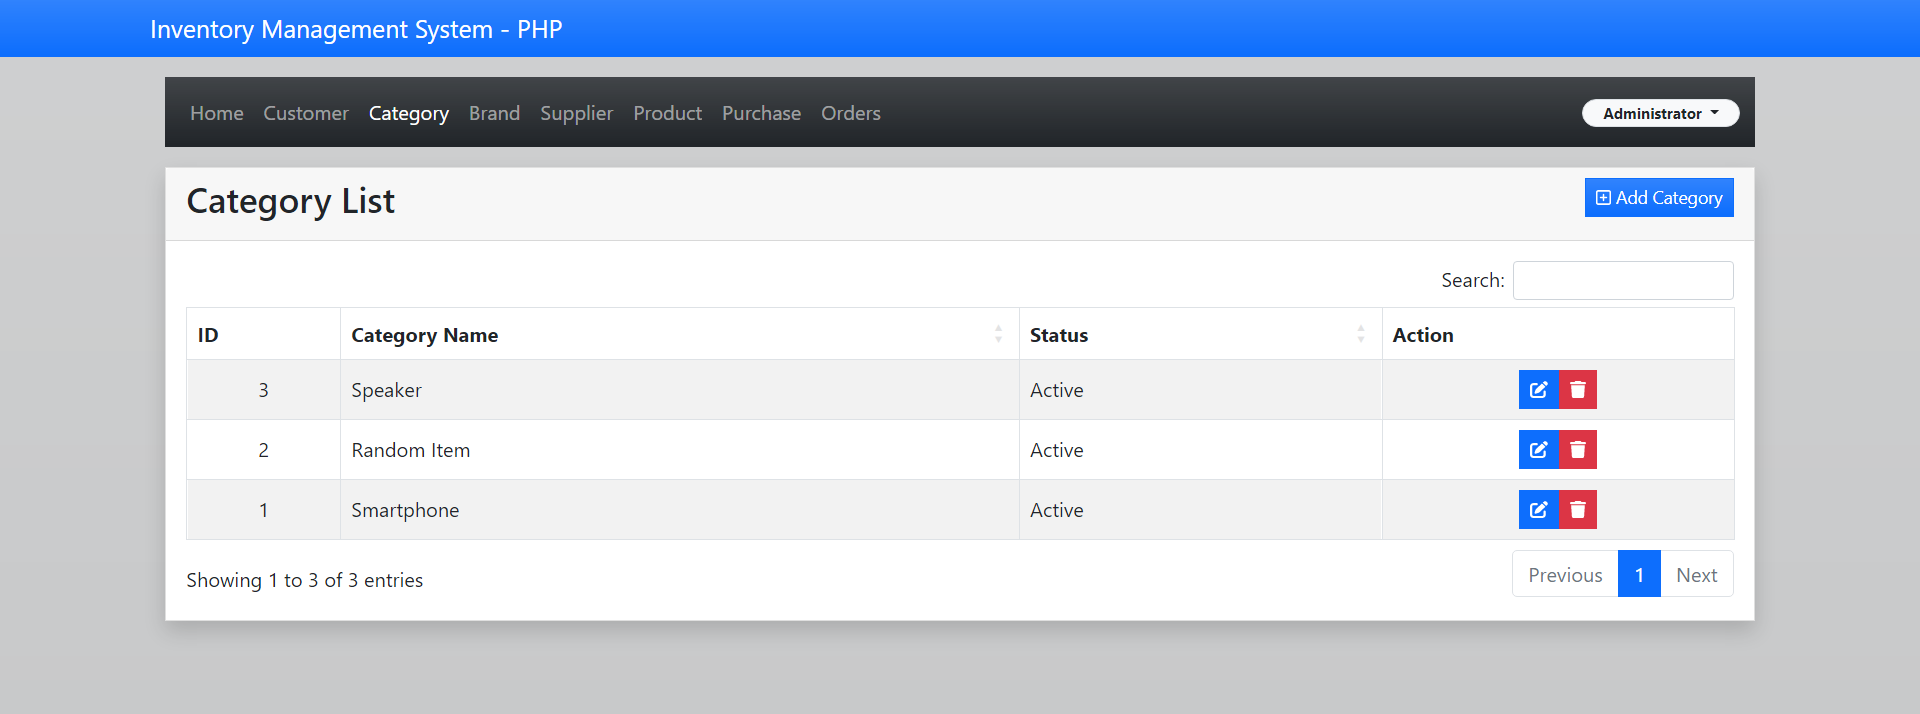 Inventory Management System - PHP
Home Customer Category Brand Supplier Product Purchase Orders Administrator
Category List Add Category
Search:
ID Category Name Status Action
3 Speaker Active
2 Random Item Active
1 Smartphone Active
Showing 1 to 3 of 3 entries Previous 1 Next